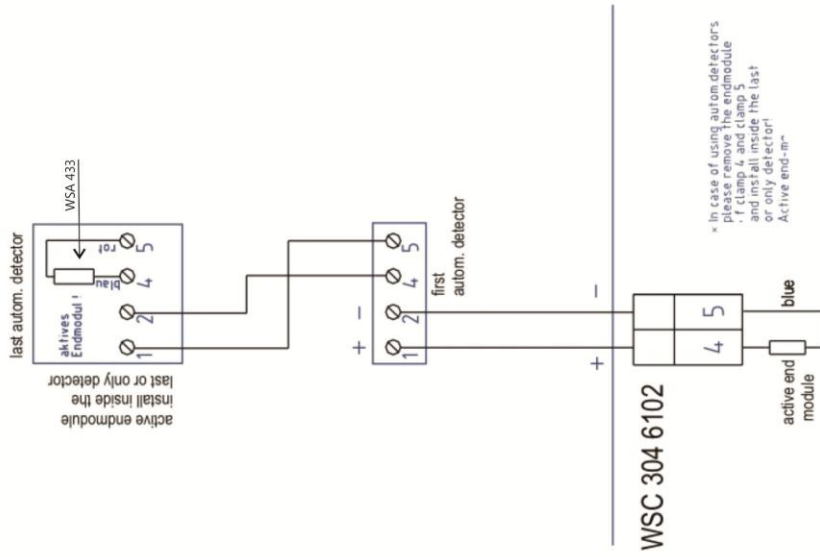 last autom. detector
WSA 433
rot
blau
aktives
Endmodul !
1
2
4
5
active endmodule
install inside the
last or only detector
+
-
1
2
4
5
first
autom. detector
+
-
WSC 304 6102
4
5
blue
active end
module
* In case of using autom detectors
please remove the endmodule
f clamp 4 and clamp 5
and install inside the last
or only detector!
Active end-m